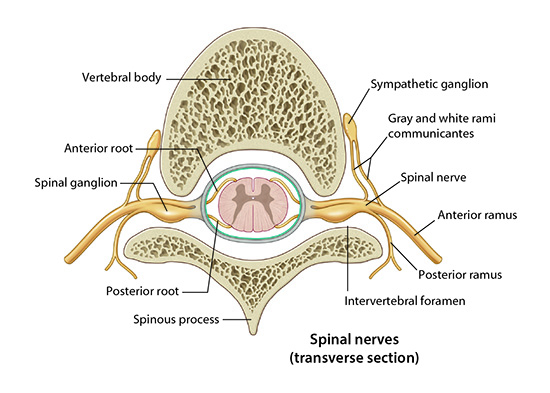 Vertebral body
Sympathetic ganglion
Gray and white rami
communicantes
Anterior root
Spinal ganglion
Spinal nerve
Anterior ramus
Posterior ramus
Posterior root
Intervertebral foramen
Spinous process
Spinal nerves
(transverse section)